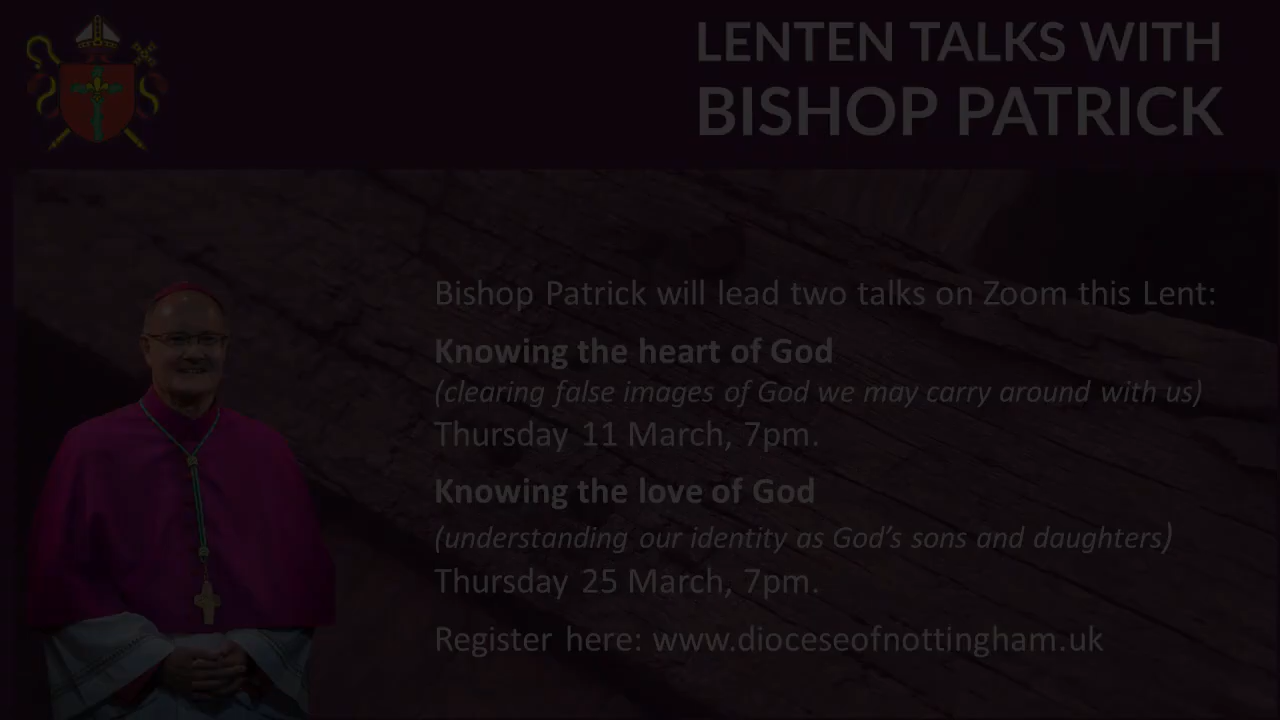 LENTEN TALKS WITH
BISHOP PATRICK
Bishop Patrick will lead two talks on Zoom this Lent:
Knowing the heart of God
(clearing false images of God we may carry around with us)
Thursday 11 March, 7pm.
Knowing the love of God
(understanding our identity as God’s sons and daughters)
Thursday 25 March, 7pm.
Register here: www.dioceseofnottingham.uk